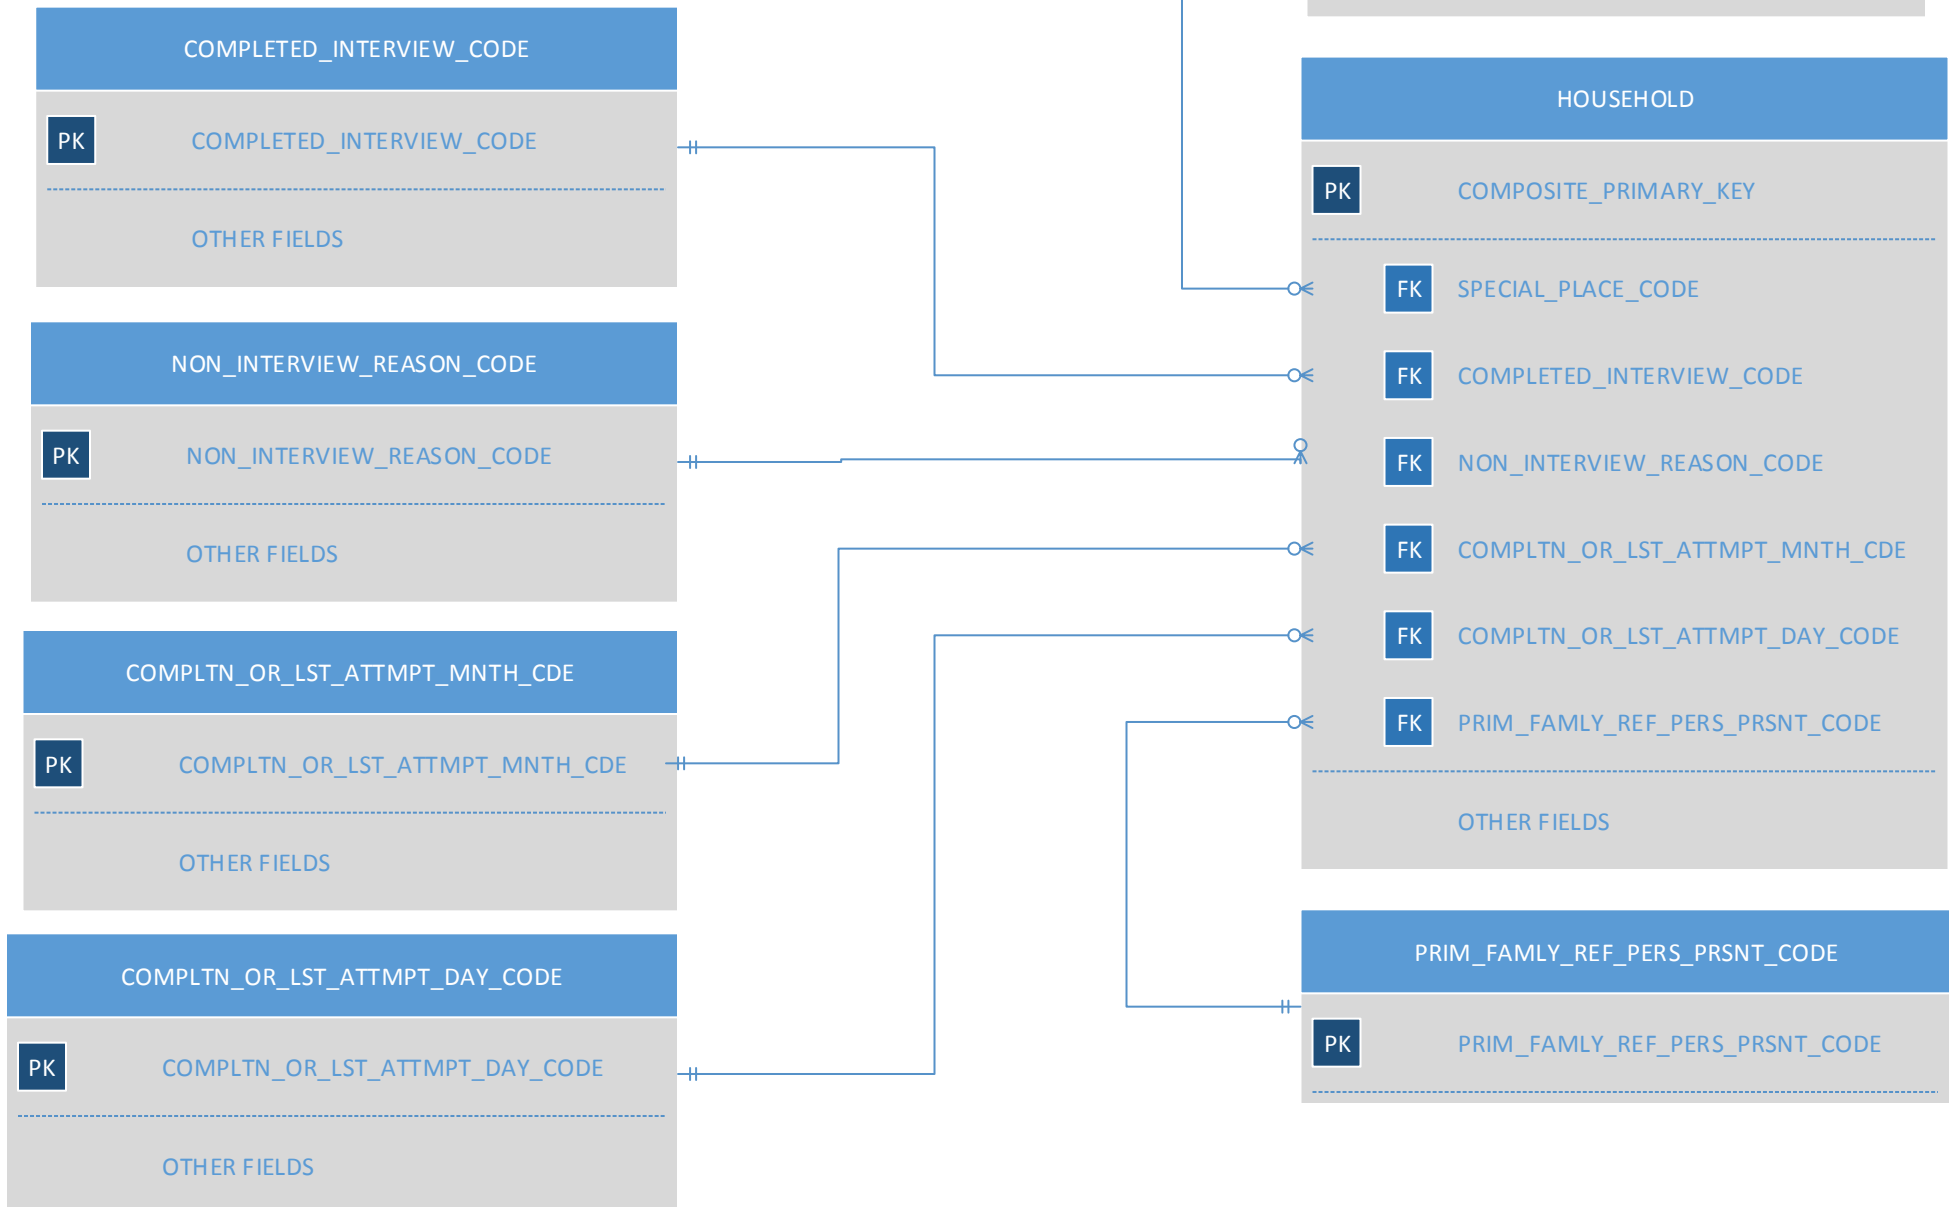 COMPLETED_INTERVIEW_CODE
PK COMPLETED_INTERVIEW_CODE
OTHER FIELDS
NON_INTERVIEW_REASON_CODE
PK NON_INTERVIEW_REASON_CODE
OTHER FIELDS
COMPLTN_OR_LST_ATTMPT_MNTH_CDE
PK COMPLTN_OR_LST_ATTMPT_MNTH_CDE
OTHER FIELDS
COMPLTN_OR_LST_ATTMPT_DAY_CODE
PK COMPLTN_OR_LST_ATTMPT_DAY_CODE
OTHER FIELDS
HOUSEHOLD
PK COMPOSITE_PRIMARY_KEY
FK SPECIAL_PLACE_CODE
FK COMPLETED_INTERVIEW_CODE
FK NON_INTERVIEW_REASON_CODE
FK COMPLTN_OR_LST_ATTMPT_MNTH_CDE
FK COMPLTN_OR_LST_ATTMPT_DAY_CODE
FK PRIM_FAMLY_REF_PERS_PRSNT_CODE
OTHER FIELDS
PRIM_FAMLY_REF_PERS_PRSNT_CODE
PK PRIM_FAMLY_REF_PERS_PRSNT_CODE